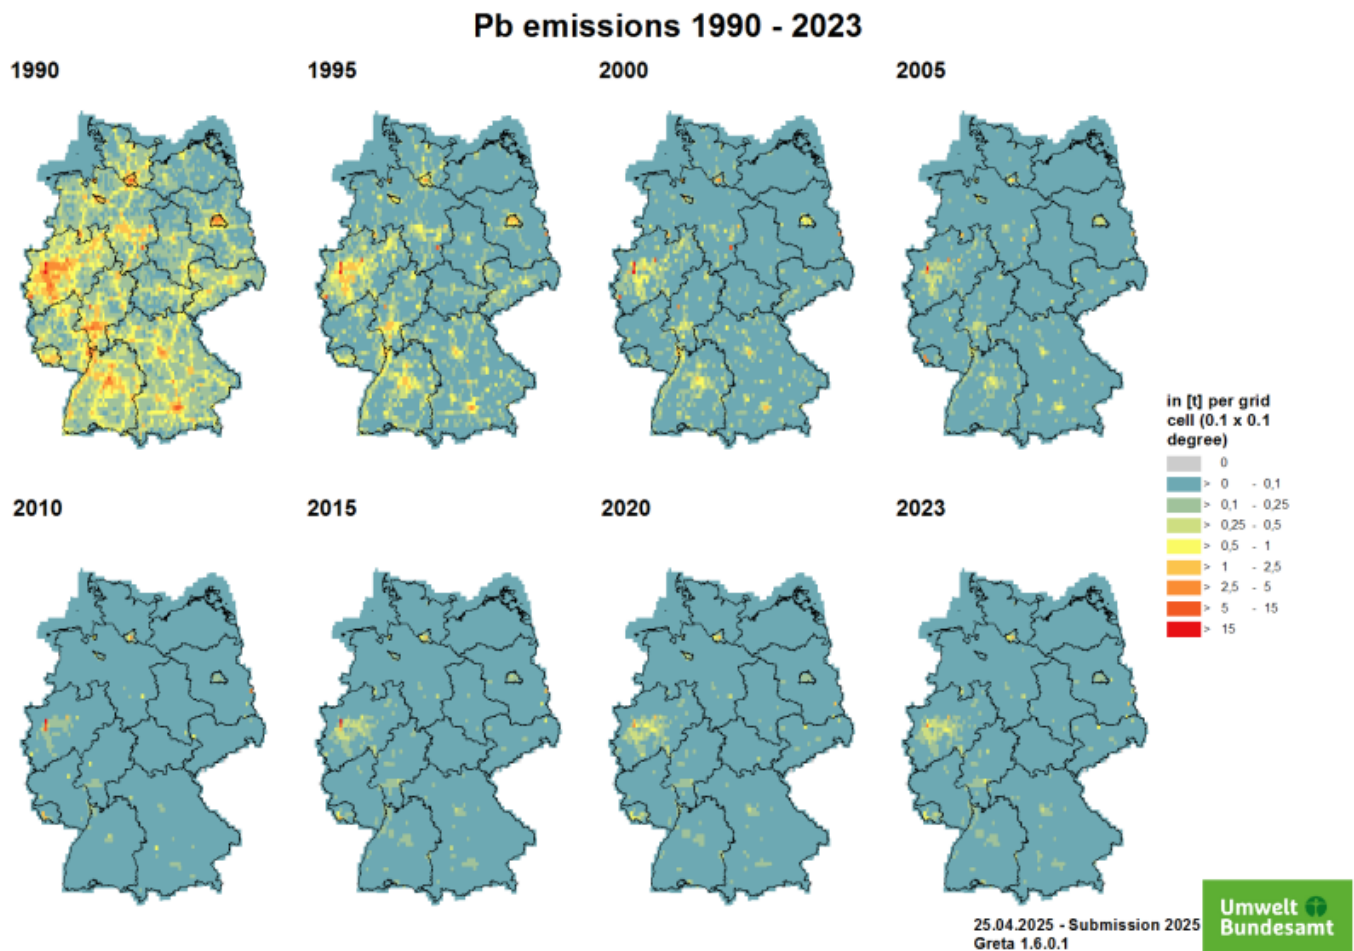 Pb emissions 1990 - 2023
1990
1995
2000
2005
2010
2015
2020
2023
in [t] per grid
cell (0.1 x 0.1
degree)
0
> 0 - 0,1
> 0,1 - 0,25
> 0,25 - 0,5
> 0,5 - 1
> 1 - 2,5
> 2,5 - 5
> 5 - 15
> 15
25.04.2025 - Submission 2025
Greta 1.6.0.1
Umwelt
Bundesamt